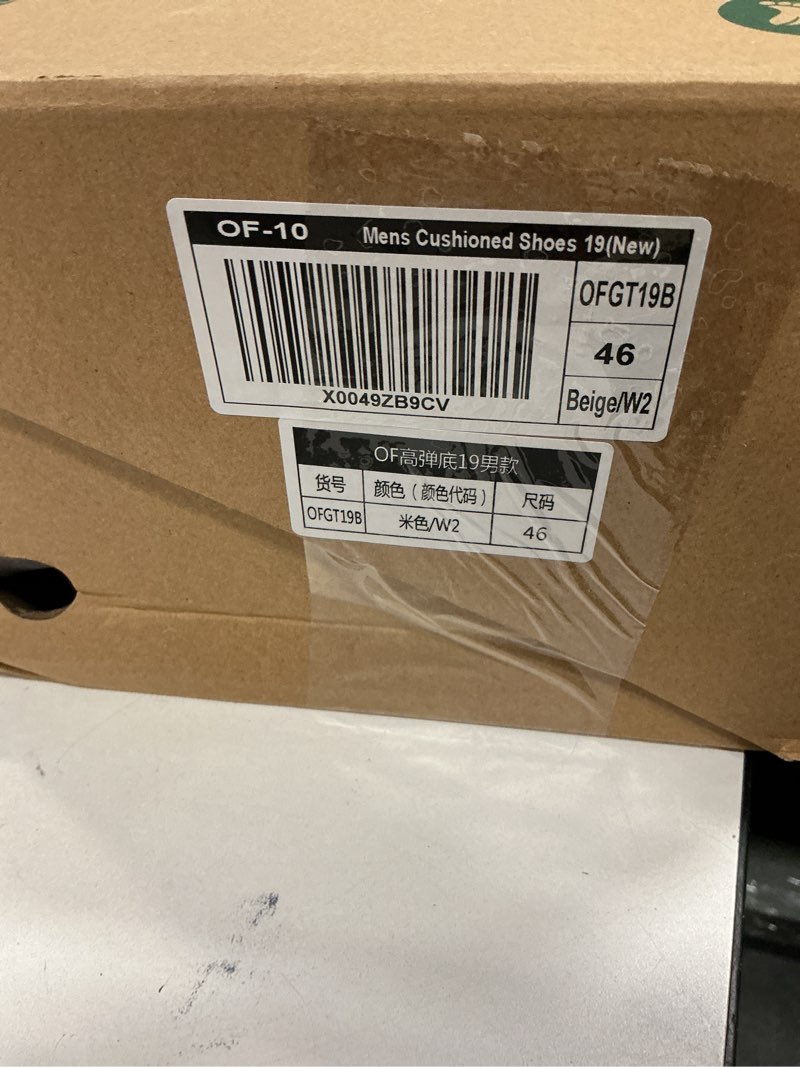 OF-10 Mens Cushioned Shoes 19(New)
OFGT19B
46
Beige/W2
X0049ZB9CV
OF高弹底19男款
货号 颜色（颜色代码） 尺码
OFGT19B 米色/W2 46